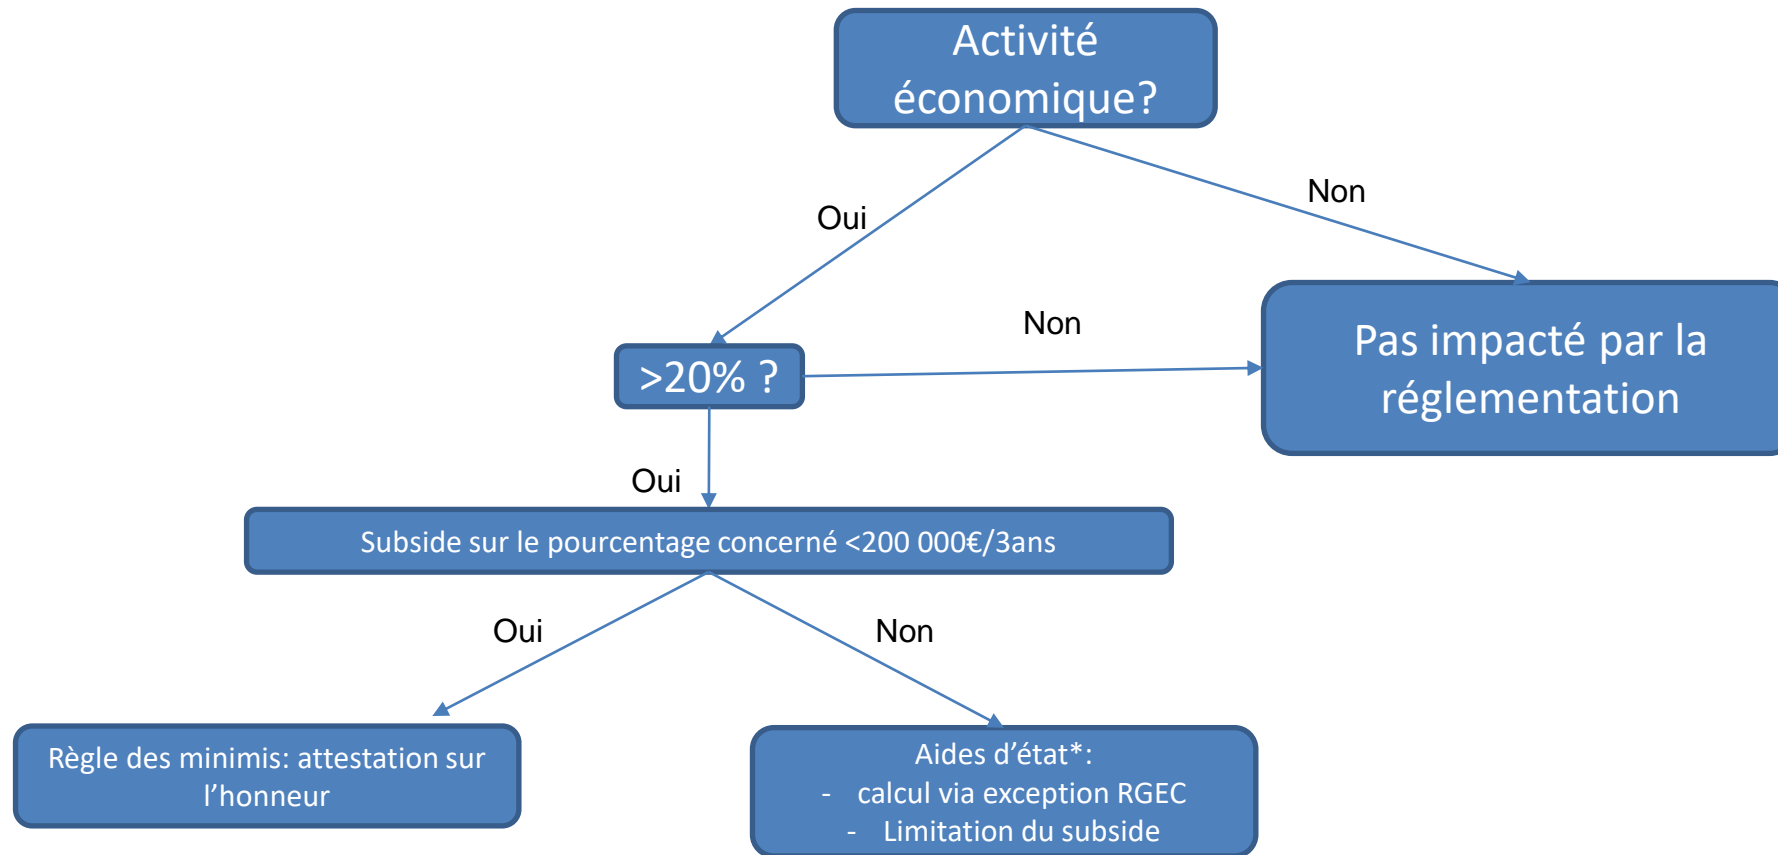 Activité
économique?
Non
Oui
Non
Pas impacté par la
réglementation
>20% ?
Oui
Subside sur le pourcentage concerné <200 000€/3ans
Oui
Non
Règle des minimis: attestation sur
l’honneur
Aides d’état*:
- calcul via exception RGEC
- Limitation du subside